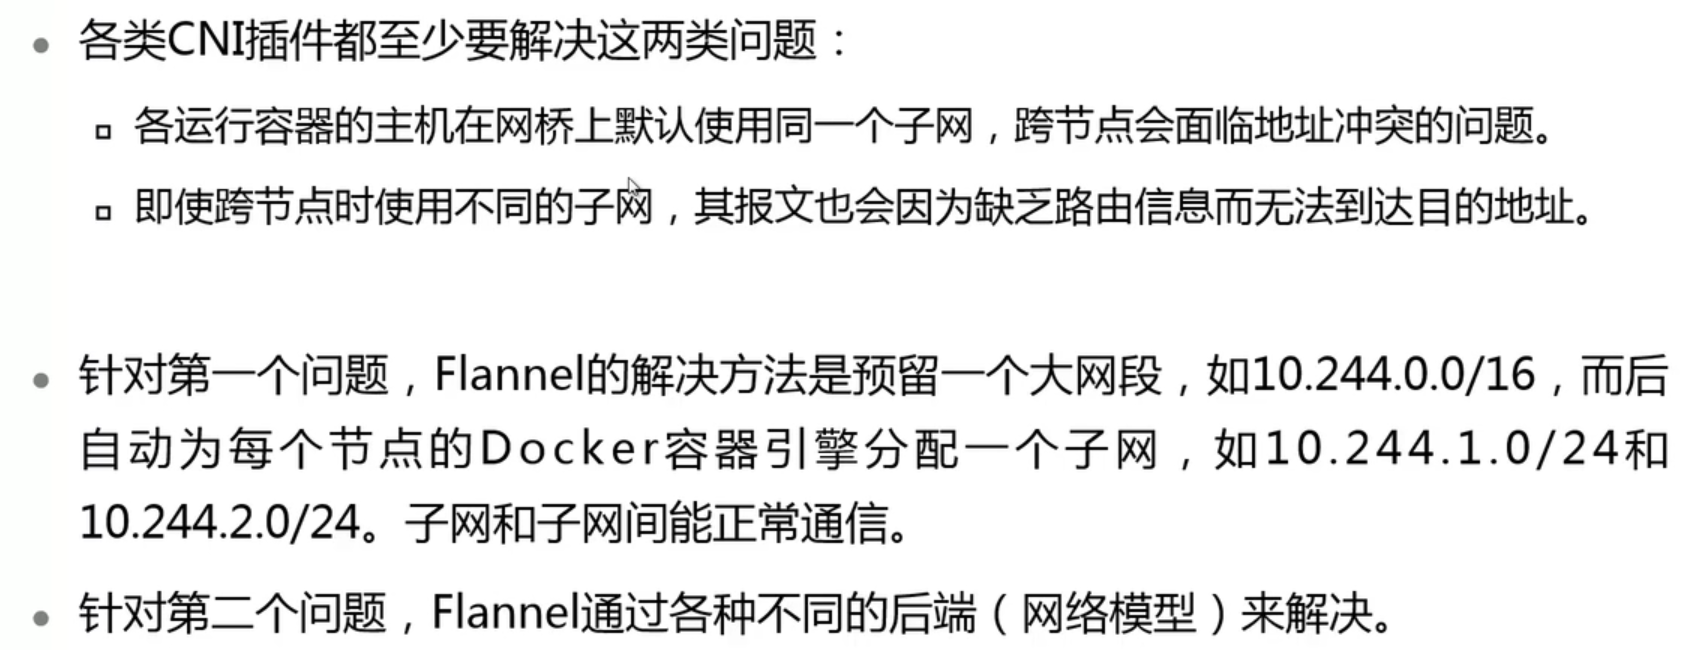 各类CNI插件都至少要解决这两类问题：
各运行容器的主机在网桥上默认使用同一个子网，跨节点会面临地址冲突的问题。
即使跨节点时使用不同的子网，其报文也会因为缺乏路由信息而无法到达目的地址。
针对第一个问题，Flannel的解决方法是预留一个大网段，如10.244.0.0/16，而后
自动为每个节点的Docker容器引擎分配一个子网，如10.244.1.0/24和
10.244.2.0/24。子网和子网间能正常通信。
针对第二个问题，Flannel通过各种不同的后端（网络模型）来解决。